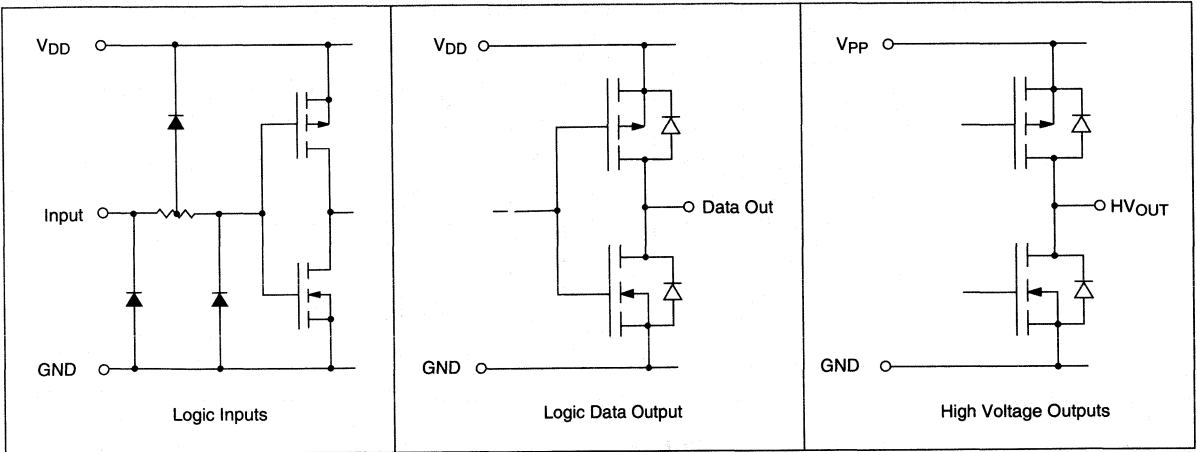 VDD
Input
GND
Logic Inputs
VDD
Data Out
GND
Logic Data Output
VPP
HVOUT
GND
High Voltage Outputs